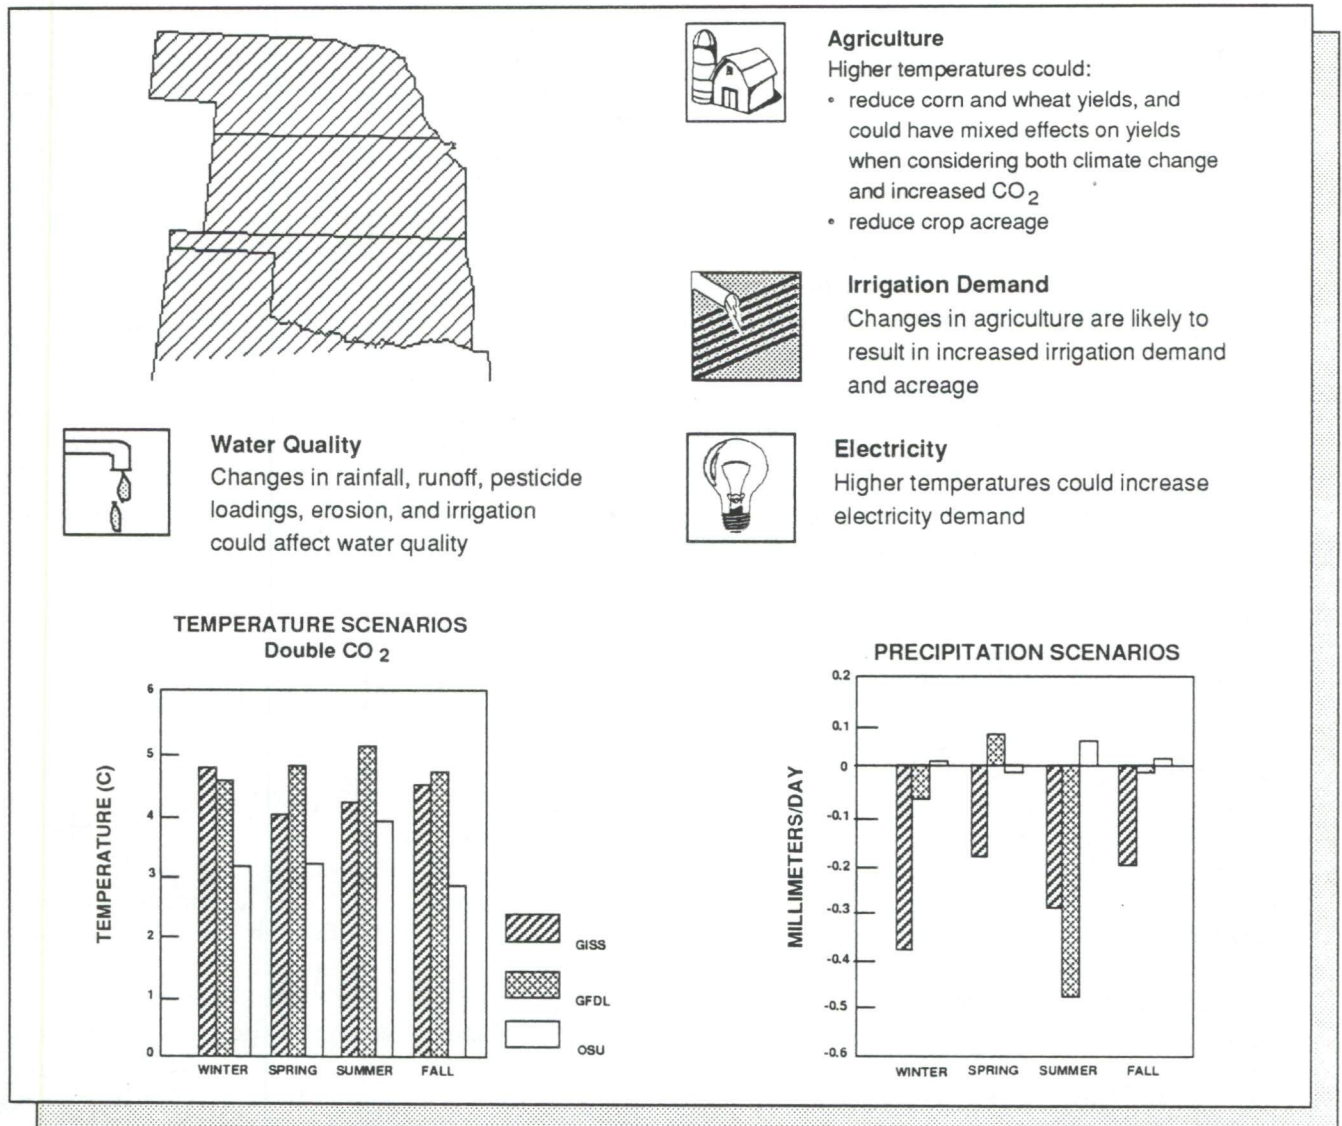 Agriculture
Higher temperatures could:
• reduce corn and wheat yields, and
could have mixed effects on yields
when considering both climate change
and increased CO2
• reduce crop acreage
Irrigation Demand
Changes in agriculture are likely to
result in increased irrigation demand
and acreage
Water Quality
Changes in rainfall, runoff, pesticide
loadings, erosion, and irrigation
could affect water quality
Electricity
Higher temperatures could increase
electricity demand
TEMPERATURE SCENARIOS
Double CO2
TEMPERATURE (C)
6
5
4
3
2
1
0
WINTER SPRING SUMMER FALL
GISS
GFDL
OSU
PRECIPITATION SCENARIOS
MILLIMETERS/DAY
0.2
0.1
0
-0.1
-0.2
-0.3
-0.4
-0.5
-0.6
WINTER SPRING SUMMER FALL